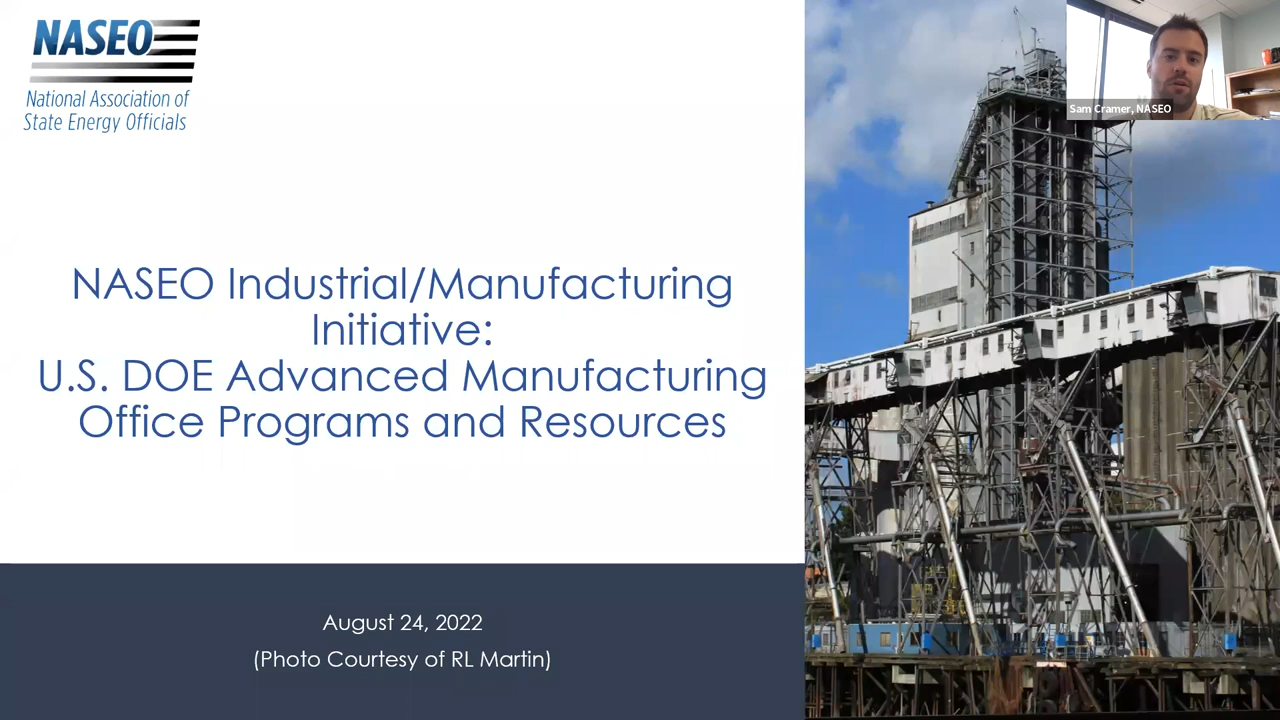 NASEO
National Association of
State Energy Officials
Sam Cramer, NASEO
NASEO Industrial/Manufacturing
Initiative:
U.S. DOE Advanced Manufacturing
Office Programs and Resources
August 24, 2022
(Photo Courtesy of RL Martin)